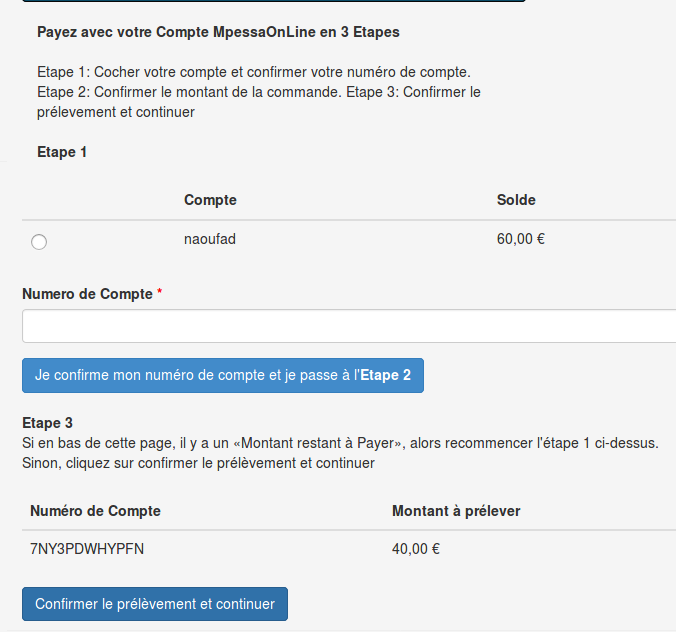 Payez avec votre Compte MpessaOnLine en 3 Etapes
Etape 1: Cocher votre compte et confirmer votre numéro de compte.
Etape 2: Confirmer le montant de la commande. Etape 3: Confirmer le
prélevement et continuer
Etape 1
Compte Solde
naoufad 60,00 €
Numero de Compte *
Je confirme mon numéro de compte et je passe à l'Etape 2
Etape 3
Si en bas de cette page, il y a un «Montant restant à Payer», alors recommencer l'étape 1 ci-dessus.
Sinon, cliquez sur confirmer le prélèvement et continuer
Numéro de Compte Montant à prélever
7NY3PDWHYPFN 40,00 €
Confirmer le prélèvement et continuer